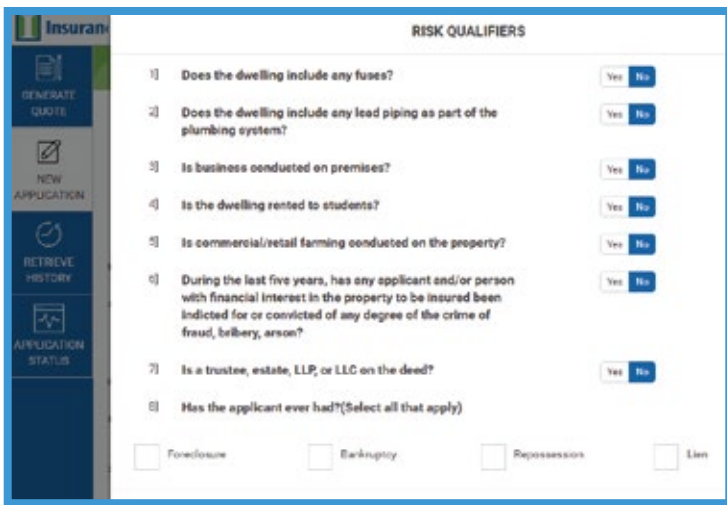 Insuran
RISK QUALIFIERS
GENERATE
QUOTE
NEW
APPLICATION
RETRIEVE
HISTORY
APPLICATION
STATUS
1] Does the dwelling include any fuses? Yes No
2] Does the dwelling include any lead piping as part of the
plumbing system? Yes No
3] Is business conducted on premises? Yes No
4] Is the dwelling rented to students? Yes No
5] Is commercial/retail farming conducted on the property? Yes No
6] During the last five years, has any applicant and/or person
with financial interest in the property to be insured been
indicted for or convicted of any degree of the crime of
fraud, bribery, arson? Yes No
7] Is a trustee, estate, LLP, or LLC on the deed? Yes No
8] Has the applicant ever had?(Select all that apply)
Foreclosure Bankruptcy Repossession Lien